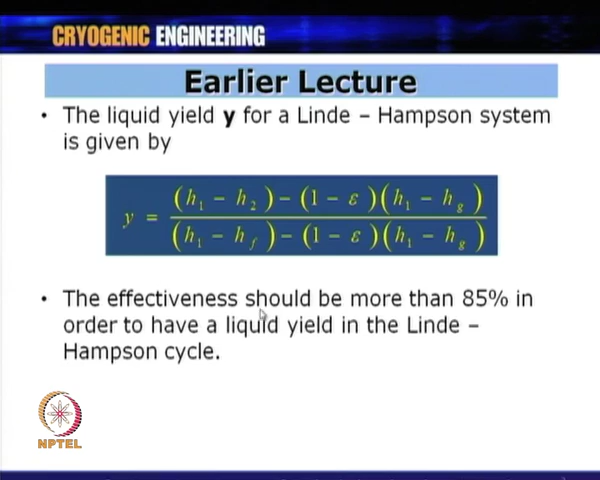 CRYOGENIC ENGINEERING
Earlier Lecture
• The liquid yield y for a Linde – Hampson system
is given by
y = (h₁ − h₂) − (1 − ε)(h₁ − h_g) / (h₁ − h_f) − (1 − ε)(h₁ − h_g)
• The effectiveness should be more than 85% in
order to have a liquid yield in the Linde –
Hampson cycle.
NPTEL